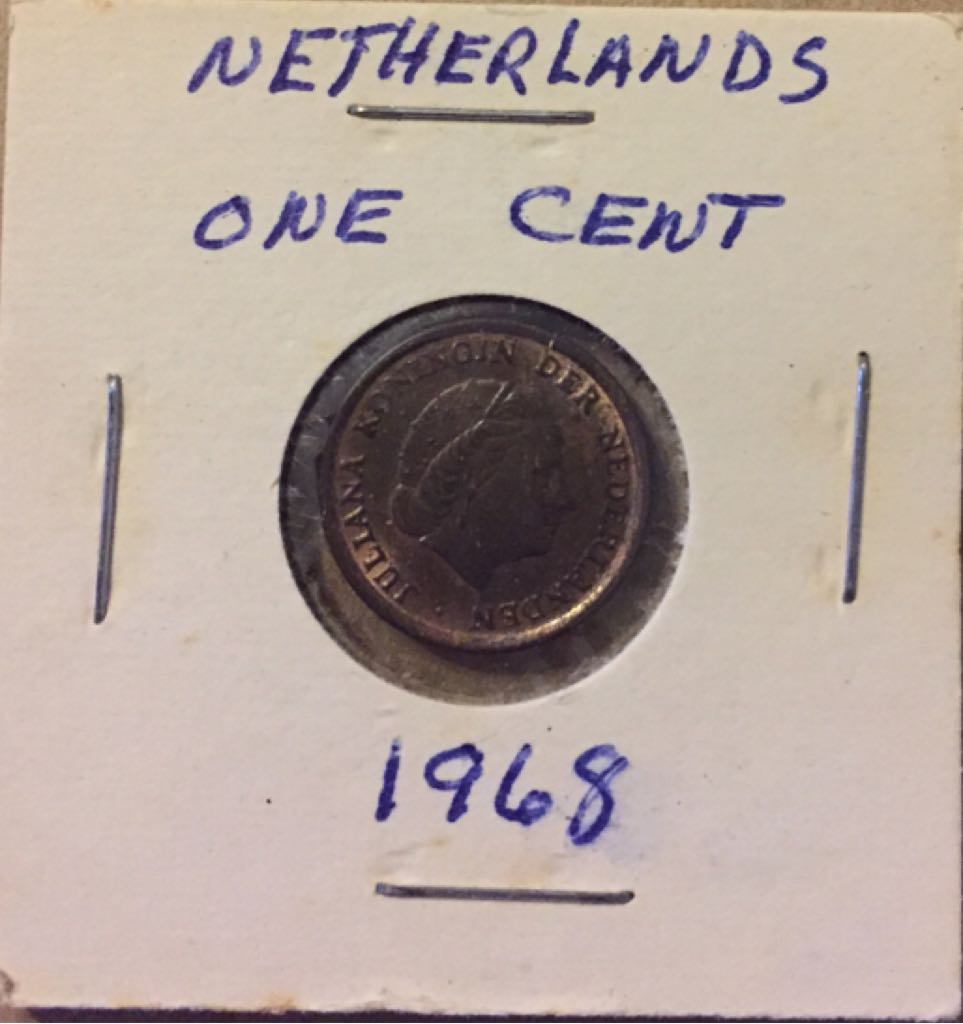 NETHERLANDS
ONE CENT
JULIANA KONINGIN DER NEDERLANDEN
1968